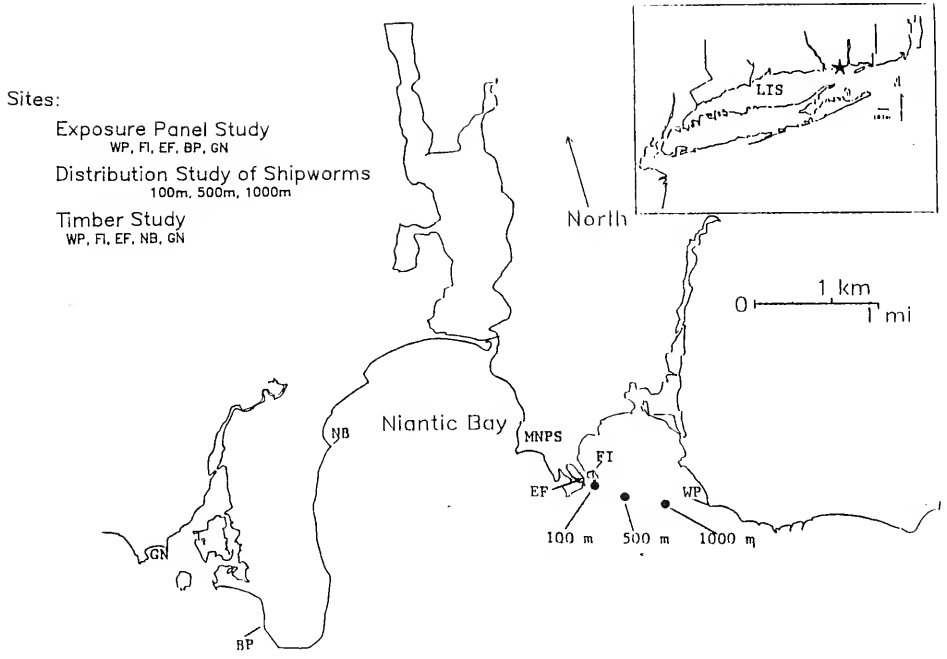 Sites:
Exposure Panel Study
WP, FI, EF, BP, GN
Distribution Study of Shipworms
100m, 500m, 1000m
Timber Study
WP, FI, EF, NB, GN
LIS
North
0
1 km
1 mi
NB
Niantic Bay
MNPS
FI
EF
WP
100 m
500 m
1000 m
GN
BP